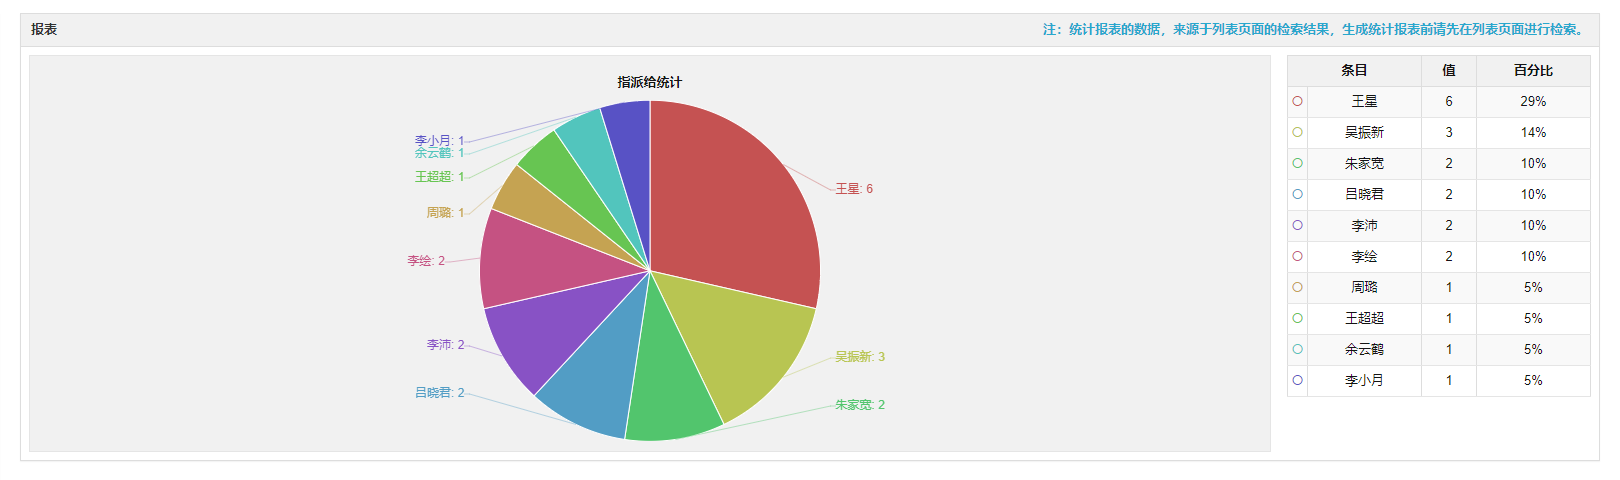 报表
注：统计报表的数据，来源于列表页面的检索结果，生成统计报表前请先在列表页面进行检索。
指派给统计
李小月: 1
余云鹤: 1
王超超: 1
周璐: 1
李绘: 2
李沛: 2
吕晓君: 2
王星: 6
吴振新: 3
朱家宽: 2
条目 值 百分比
王星 6 29%
吴振新 3 14%
朱家宽 2 10%
吕晓君 2 10%
李沛 2 10%
李绘 2 10%
周璐 1 5%
王超超 1 5%
余云鹤 1 5%
李小月 1 5%